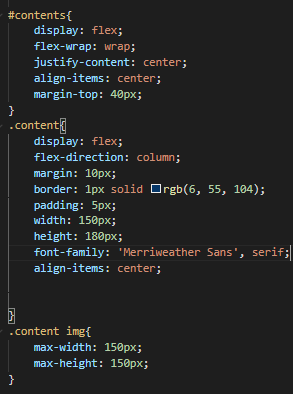 #contents{
display: flex;
flex-wrap: wrap;
justify-content: center;
align-items: center;
margin-top: 40px;
}
.content{
display: flex;
flex-direction: column;
margin: 10px;
border: 1px solid rgb(6, 55, 104);
padding: 5px;
width: 150px;
height: 180px;
font-family: 'Merriweather Sans', serif;
align-items: center;
}
.content img{
max-width: 150px;
max-height: 150px;
}